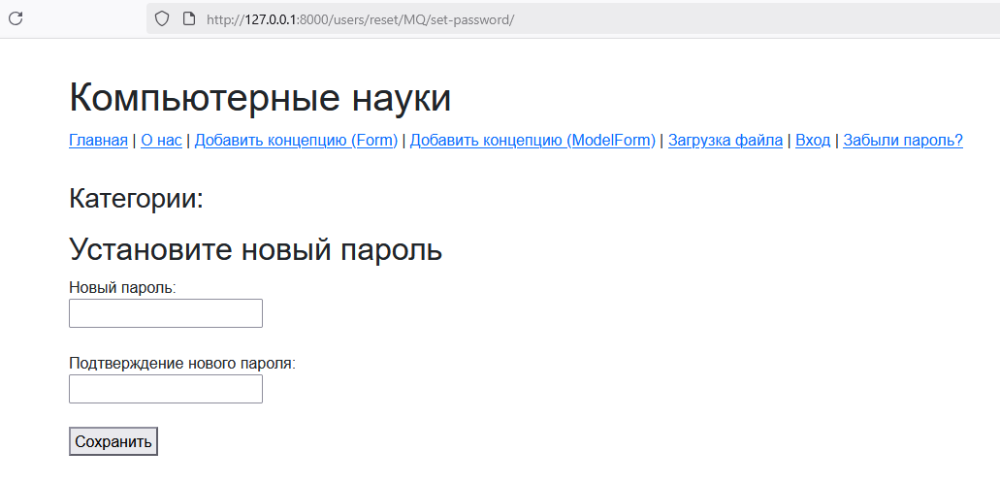 http://127.0.0.1:8000/users/reset/MQ/set-password/
Компьютерные науки
Главная | О нас | Добавить концепцию (Form) | Добавить концепцию (ModelForm) | Загрузка файла | Вход | Забыли пароль?
Категории:
Установите новый пароль
Новый пароль:
Подтверждение нового пароля:
Сохранить